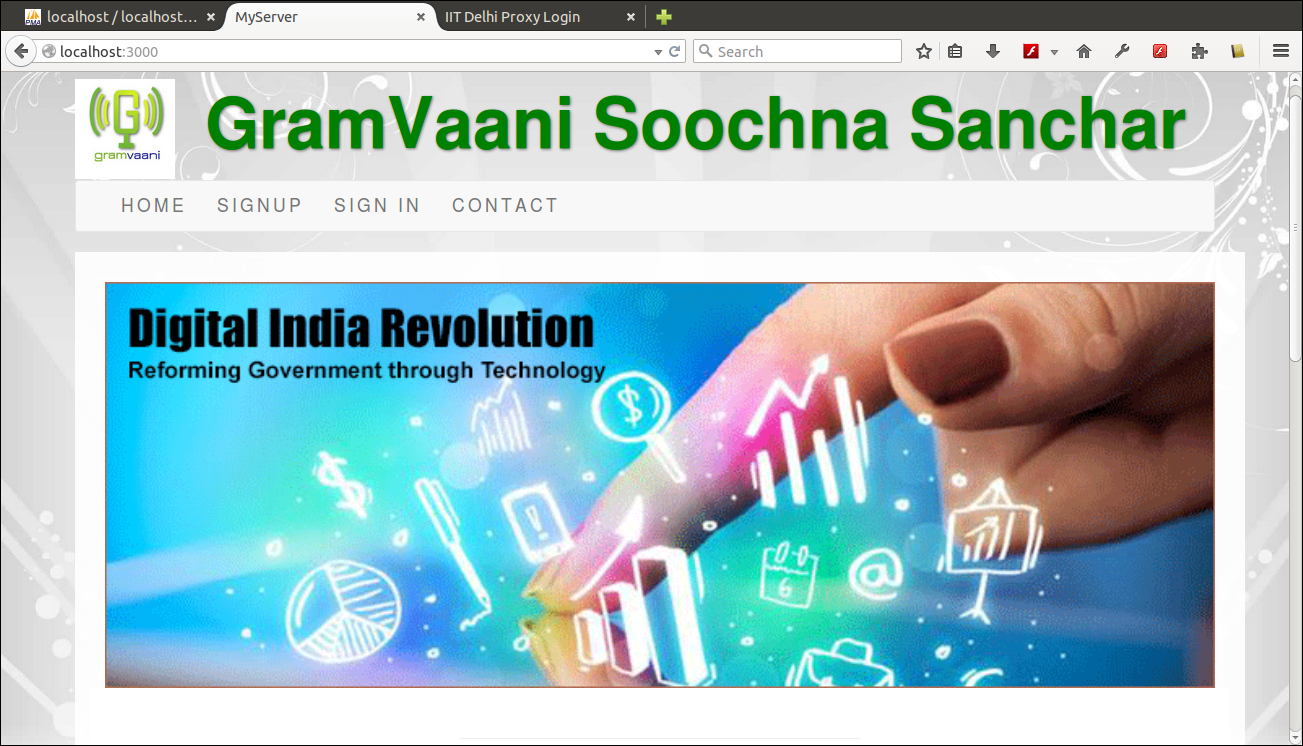 localhost / localhost...
MyServer
IIT Delhi Proxy Login
localhost:3000
Search
G
gramvaani
GramVaani Soochna Sanchar
HOME SIGNUP SIGN IN CONTACT
Digital India Revolution
Reforming Government through Technology
$
$
!
6
@